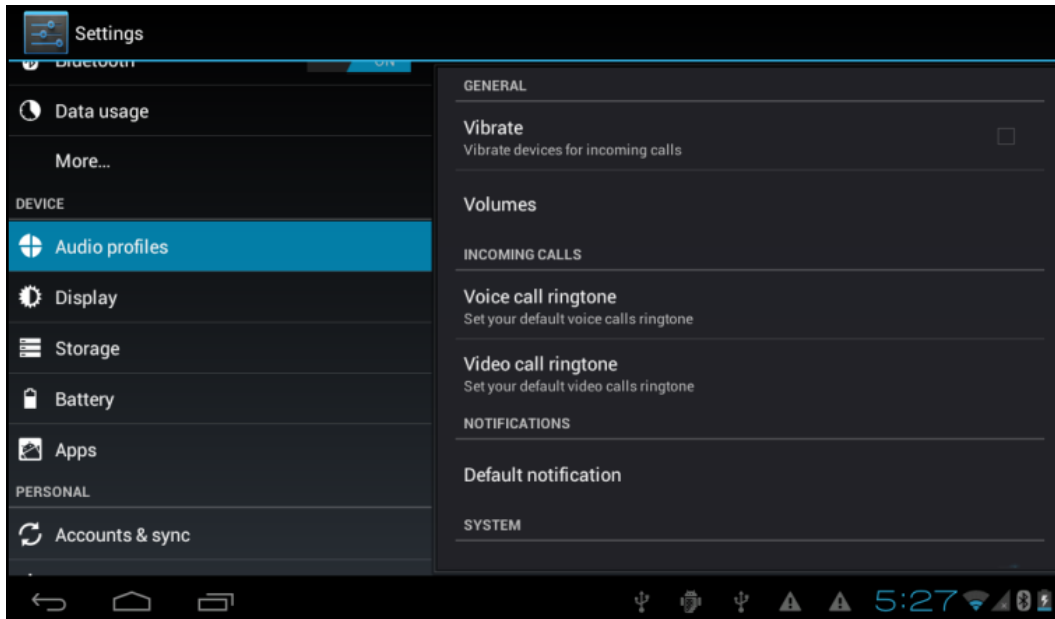 Settings
Bluetooth ON
Data usage
More...
DEVICE
Audio profiles
Display
Storage
Battery
Apps
PERSONAL
Accounts & sync
GENERAL
Vibrate
Vibrate devices for incoming calls
Volumes
INCOMING CALLS
Voice call ringtone
Set your default voice calls ringtone
Video call ringtone
Set your default video calls ringtone
NOTIFICATIONS
Default notification
SYSTEM
5:27